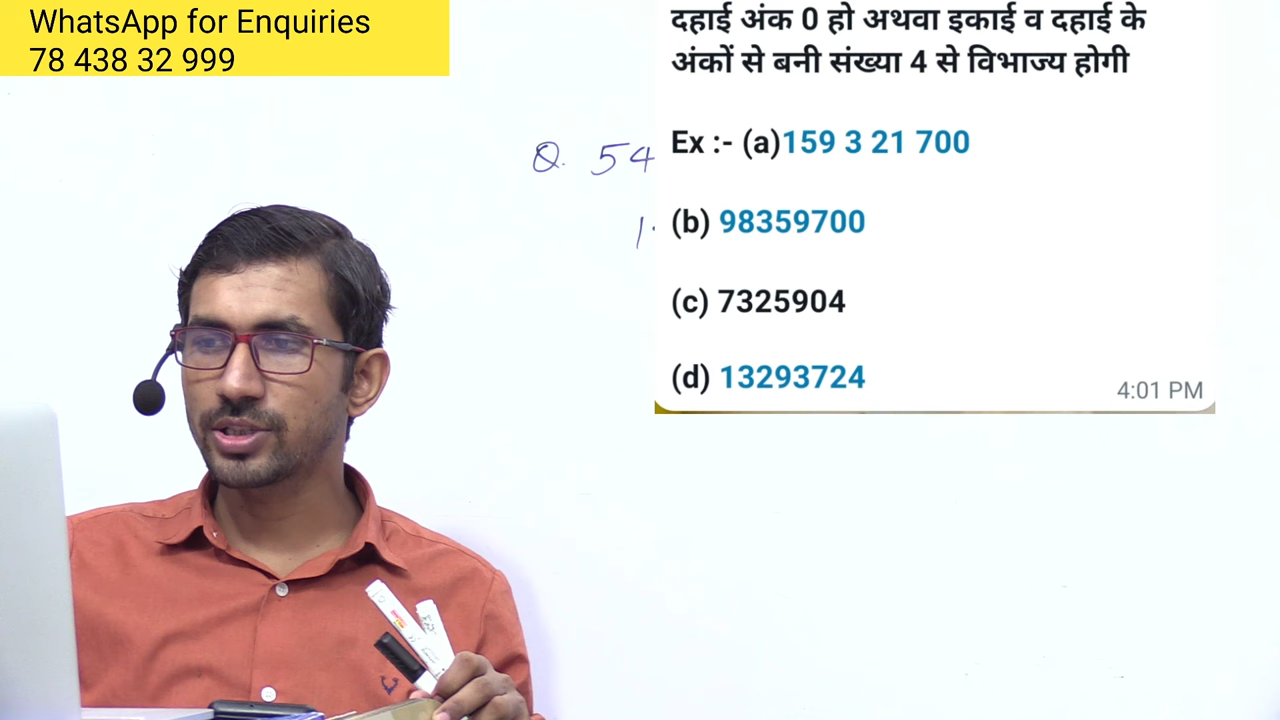 WhatsApp for Enquiries
78 438 32 999
दहाई अंक 0 हो अथवा इकाई व दहाई के
अंकों से बनी संख्या 4 से विभाज्य होगी
Q. 54
1.
Ex :- (a)159 3 21 700
(b) 98359700
(c) 7325904
(d) 13293724
4:01 PM